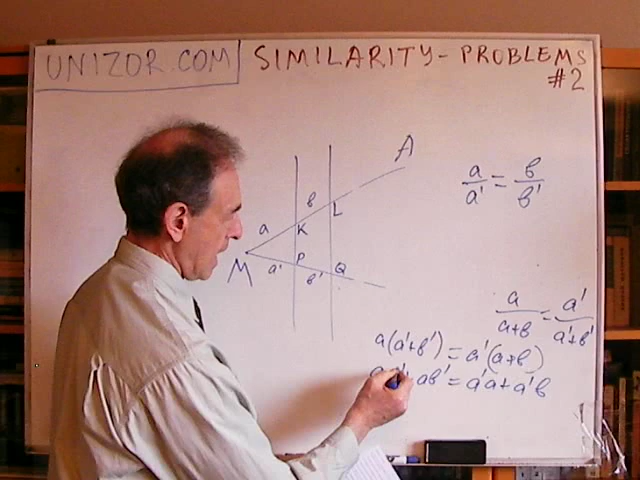 UNIZOR.COM SIMILARITY - PROBLEMS
#2
A
a/a' = b/b'
b
L
a
K
M
P
a'
b'
Q
a/(a+b) = a'/(a'+b')
a(a'+b') = a'(a+b)
ab' = a'a + a'b